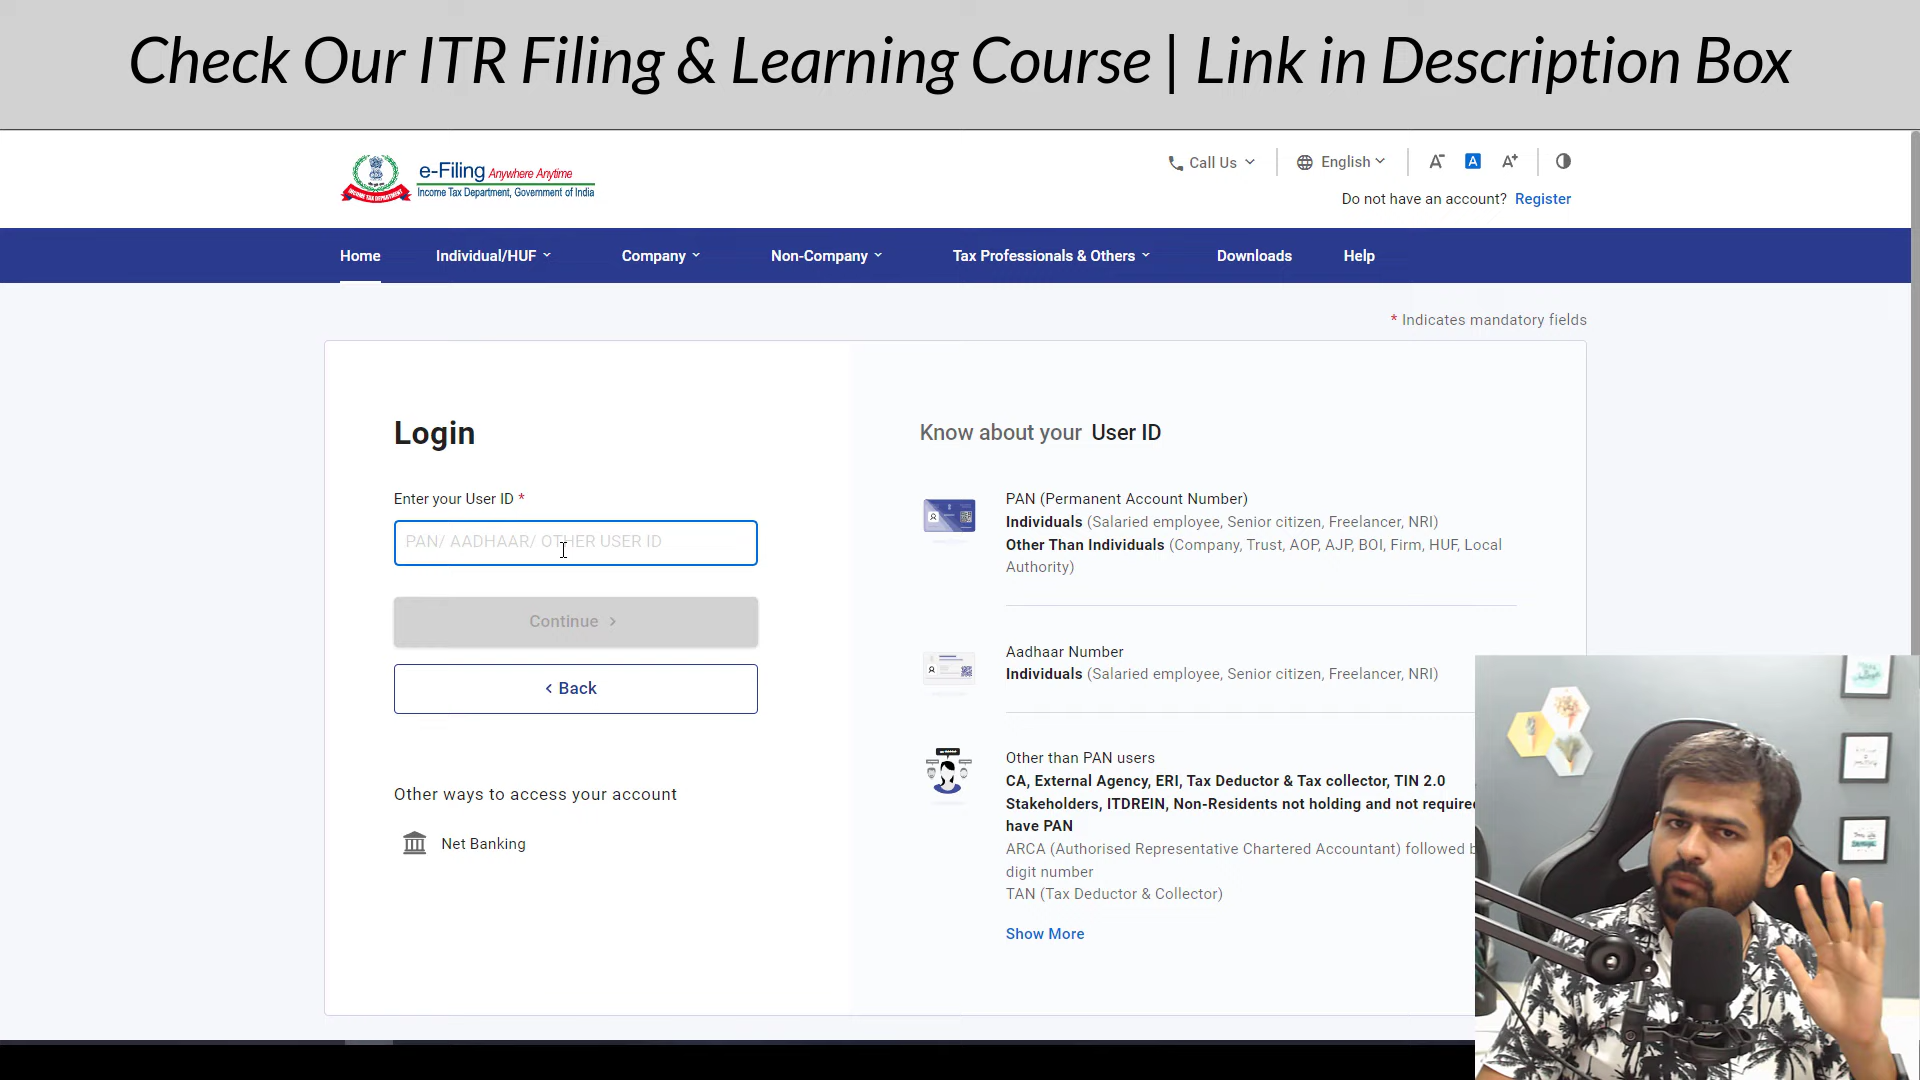 Check Our ITR Filing & Learning Course | Link in Description Box
e-Filing Anywhere Anytime
Income Tax Department, Government of India
Call Us
English
A-
A
A+
Do not have an account? Register
Home
Individual/HUF
Company
Non-Company
Tax Professionals & Others
Downloads
Help
* Indicates mandatory fields
Login
Enter your User ID *
PAN/ AADHAAR/ OTHER USER ID
Continue >
< Back
Other ways to access your account
Net Banking
Know about your User ID
PAN (Permanent Account Number)
Individuals (Salaried employee, Senior citizen, Freelancer, NRI)
Other Than Individuals (Company, Trust, AOP, AJP, BOI, Firm, HUF, Local
Authority)
Aadhaar Number
Individuals (Salaried employee, Senior citizen, Freelancer, NRI)
Other than PAN users
CA, External Agency, ERI, Tax Deductor & Tax collector, TIN 2.0
Stakeholders, ITDREIN, Non-Residents not holding and not require
have PAN
ARCA (Authorised Representative Chartered Accountant) followed
digit number
TAN (Tax Deductor & Collector)
Show More